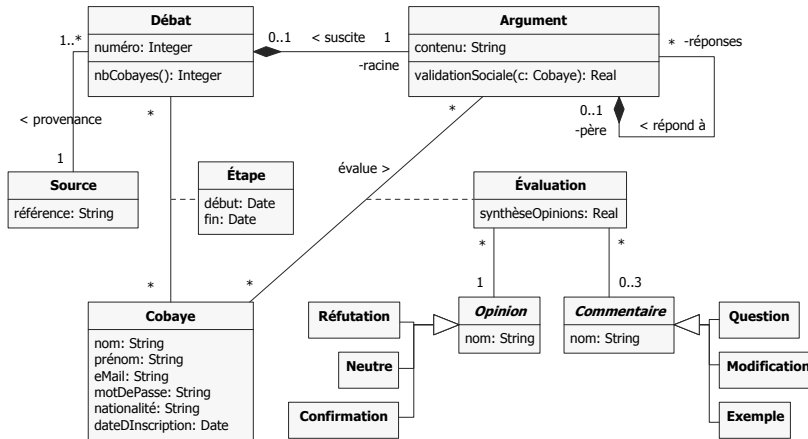 Débat
numéro: Integer
nbCobayes(): Integer
0..1
< suscite
1
-racine
Argument
contenu: String
validationSociale(c: Cobaye): Real
*
-réponses
0..1
-père
< répond à
1..*
< provenance
1
*
*
Source
référence: String
Étape
début: Date
fin: Date
évalue >
Évaluation
synthèseOpinions: Real
*
*
*
*
1
0..3
Cobaye
nom: String
prénom: String
eMail: String
motDePasse: String
nationalité: String
dateDInscription: Date
Réfutation
Neutre
Confirmation
Opinion
nom: String
Commentaire
nom: String
Question
Modification
Exemple